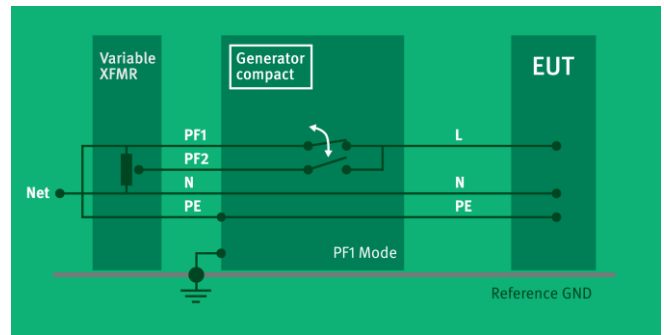 Variable
XFMR
Generator
compact
EUT
PF1
L
PF2
Net
N
N
PE
PE
PF1 Mode
Reference GND